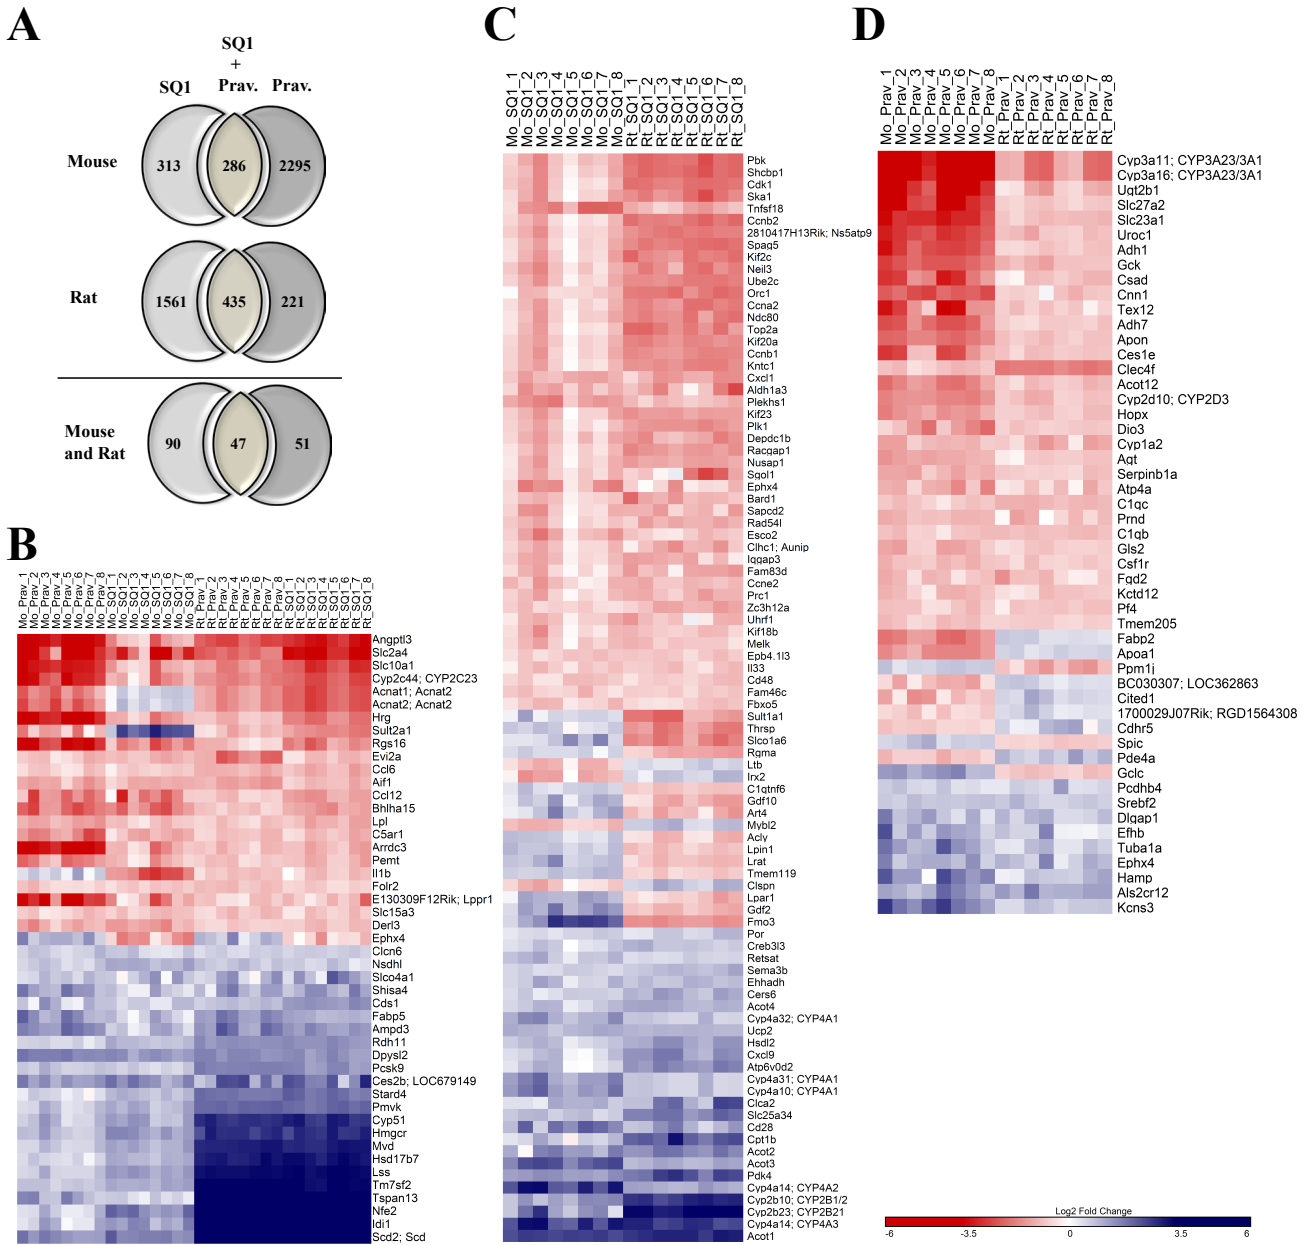 A
SQ1
+
SQ1 Prav. Prav.
Mouse 313 286 2295
Rat 1561 435 221
Mouse
and Rat 90 47 51
B
Mo_Prav_1
Mo_Prav_2
Mo_Prav_3
Mo_Prav_4
Mo_Prav_5
Mo_Prav_6
Mo_Prav_7
Mo_Prav_8
Mo_SQ1_1
Mo_SQ1_2
Mo_SQ1_3
Mo_SQ1_4
Mo_SQ1_5
Mo_SQ1_6
Mo_SQ1_7
Mo_SQ1_8
Rt_Prav_1
Rt_Prav_2
Rt_Prav_3
Rt_Prav_4
Rt_Prav_5
Rt_Prav_6
Rt_Prav_7
Rt_Prav_8
Rt_SQ1_1
Rt_SQ1_2
Rt_SQ1_3
Rt_SQ1_4
Rt_SQ1_5
Rt_SQ1_6
Rt_SQ1_7
Rt_SQ1_8
Angptl3
Slc2a4
Slc10a1
Cyp2c44; CYP2C23
Acnat1; Acnat2
Acnat2; Acnat2
Hrg
Sult2a1
Rgs16
Evi2a
Ccl6
Aif1
Ccl12
Bhlha15
Lpl
C5ar1
Arrdc3
Pemt
Il1b
Folr2
E130309F12Rik; Lppr1
Slc15a3
Derl3
Ephx4
Clcn6
Nsdhl
Slco4a1
Shisa4
Cds1
Fabp5
Ampd3
Rdh11
Dpysl2
Pcsk9
Ces2b; LOC679149
Stard4
Pmvk
Cyp51
Hmgcr
Mvd
Hsd17b7
Lss
Tm7sf2
Tspan13
Nfe2
Idi1
Scd2; Scd
C
Mo_SQ1_1
Mo_SQ1_2
Mo_SQ1_3
Mo_SQ1_4
Mo_SQ1_5
Mo_SQ1_6
Mo_SQ1_7
Mo_SQ1_8
Rt_SQ1_1
Rt_SQ1_2
Rt_SQ1_3
Rt_SQ1_4
Rt_SQ1_5
Rt_SQ1_6
Rt_SQ1_7
Rt_SQ1_8
Pbk
Shcbp1
Cdk1
Ska1
Tnfsf18
Ccnb2
2810417H13Rik; Ns5atp9
Spag5
Kif2c
Neil3
Ube2c
Orc1
Ccna2
Ndc80
Top2a
Kif20a
Ccnb1
Kntc1
Cxcl1
Aldh1a3
Plekhs1
Kif23
Plk1
Depdc1b
Racgap1
Nusap1
Sgol1
Ephx4
Bard1
Sapcd2
Rad54l
Esco2
Clhc1; Aunip
Iqgap3
Fam83d
Ccne2
Prc1
Zc3h12a
Uhrf1
Kif18b
Melk
Epb4.1l3
Il33
Cd48
Fam46c
Fbxo5
Sult1a1
Thrsp
Slco1a6
Rgma
Ltb
Irx2
C1qtnf6
Gdf10
Art4
Mybl2
Acly
Lpin1
Lrat
Tmem119
Clspn
Lpar1
Gdf2
Fmo3
Por
Creb3l3
Retsat
Sema3b
Ehhadh
Cers6
Acot4
Cyp4a32; CYP4A1
Ucp2
Hsdl2
Cxcl9
Atp6v0d2
Cyp4a31; CYP4A1
Cyp4a10; CYP4A1
Clca2
Slc25a34
Cd28
Cpt1b
Acot2
Acot3
Pdk4
Cyp4a14; CYP4A2
Cyp2b10; CYP2B1/2
Cyp2b23; CYP2B21
Cyp4a14; CYP4A3
Acot1
D
Mo_Prav_1
Mo_Prav_2
Mo_Prav_3
Mo_Prav_4
Mo_Prav_5
Mo_Prav_6
Mo_Prav_7
Mo_Prav_8
Rt_Prav_1
Rt_Prav_2
Rt_Prav_3
Rt_Prav_4
Rt_Prav_5
Rt_Prav_6
Rt_Prav_7
Rt_Prav_8
Cyp3a11; CYP3A23/3A1
Cyp3a16; CYP3A23/3A1
Ugt2b1
Slc27a2
Slc23a1
Uroc1
Adh1
Gck
Csad
Cnn1
Tex12
Adh7
Apon
Ces1e
Clec4f
Acot12
Cyp2d10; CYP2D3
Hopx
Dio3
Cyp1a2
Agt
Serpinb1a
Atp4a
C1qc
Prnd
C1qb
Gls2
Csf1r
Fgd2
Kctd12
Pf4
Tmem205
Fabp2
Apoa1
Ppm1j
BC030307; LOC362863
Cited1
1700029J07Rik; RGD1564308
Cdhr5
Spic
Pde4a
Gclc
Pcdhb4
Srebf2
Dlgap1
Efhb
Tuba1a
Ephx4
Hamp
Als2cr12
Kcns3
Log2 Fold Change
-6 -3.5 0 3.5 6